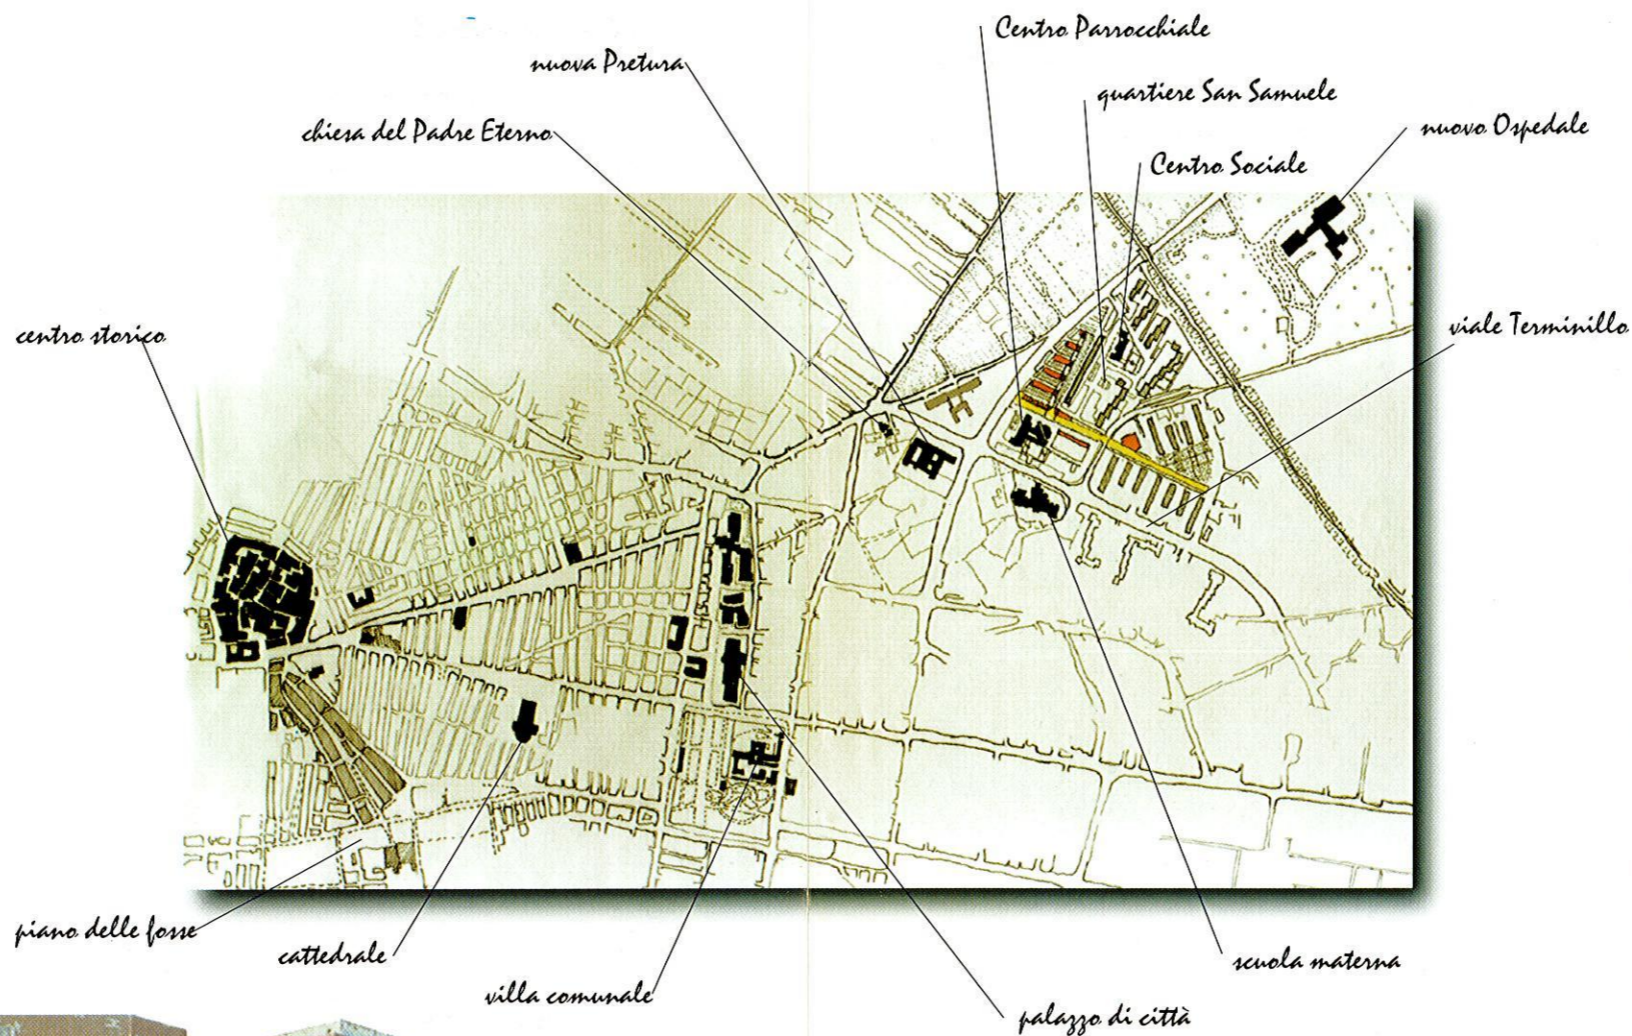 Centro Parrocchiale
nuova Pretura
quartiere San Samuele
chiesa del Padre Eterno
nuovo Ospedale
Centro Sociale
centro storico
viale Terminillo
piano delle fosse
cattedrale
scuola materna
villa comunale
palazzo di città